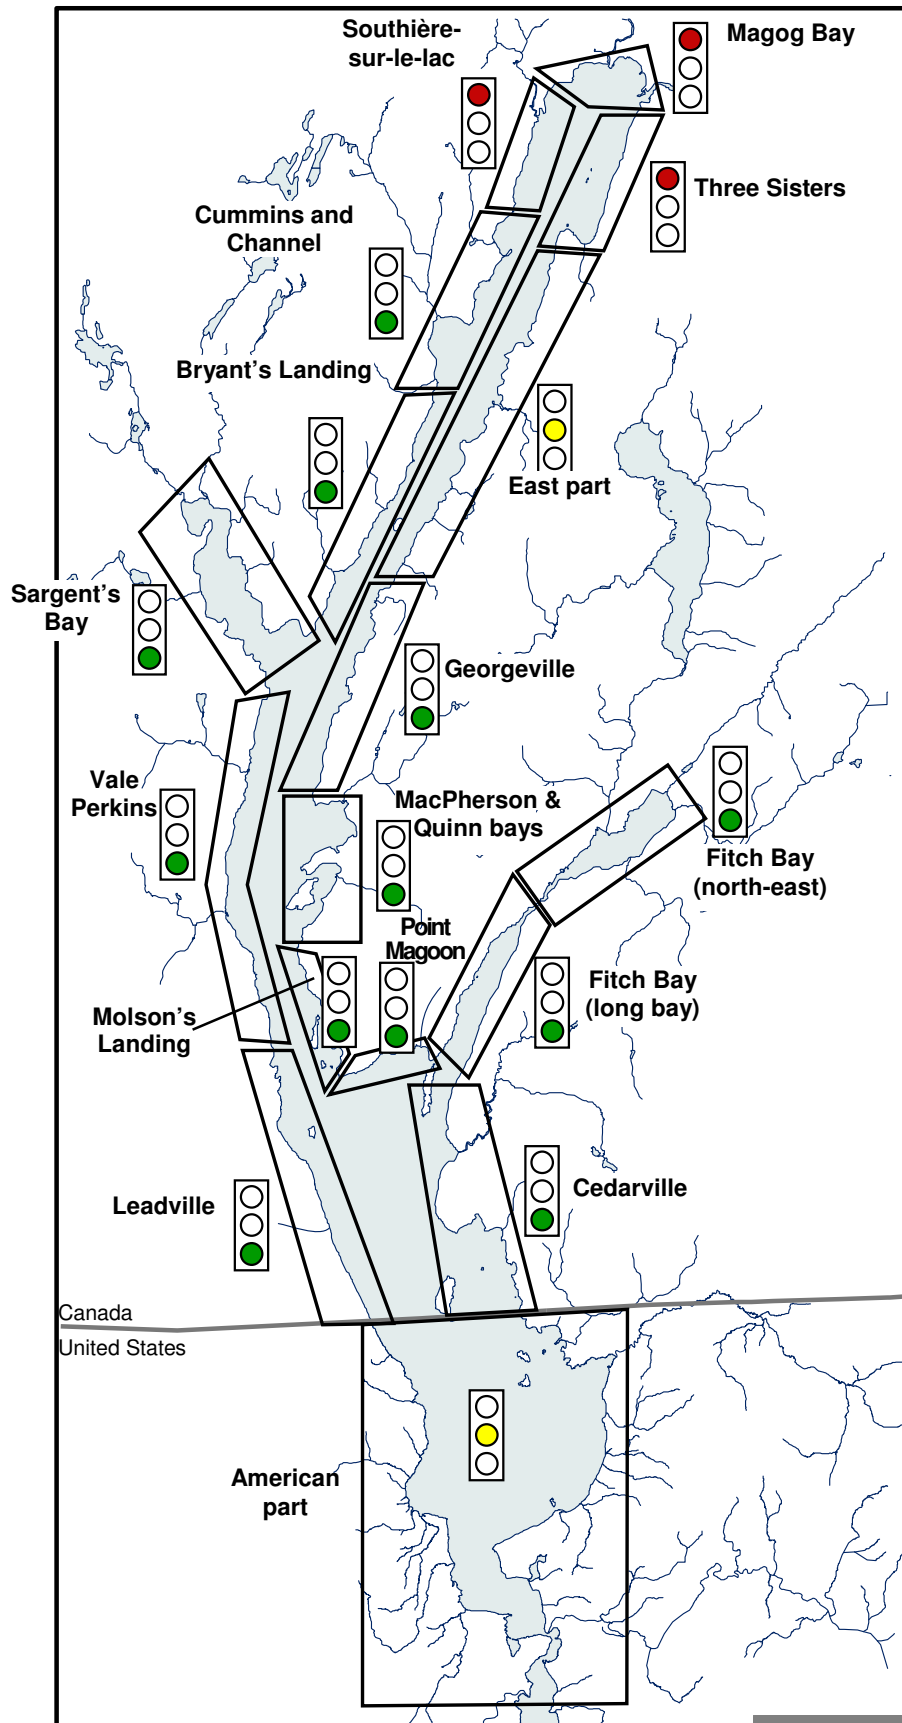 Southière-
sur-le-lac
Magog Bay
Three Sisters
Cummins and
Channel
Bryant's Landing
East part
Sargent's
Bay
Georgeville
Vale
Perkins
MacPherson &
Quinn bays
Fitch Bay
(north-east)
Point
Magoon
Fitch Bay
(long bay)
Molson's
Landing
Cedarville
Leadville
Canada
United States
American
part